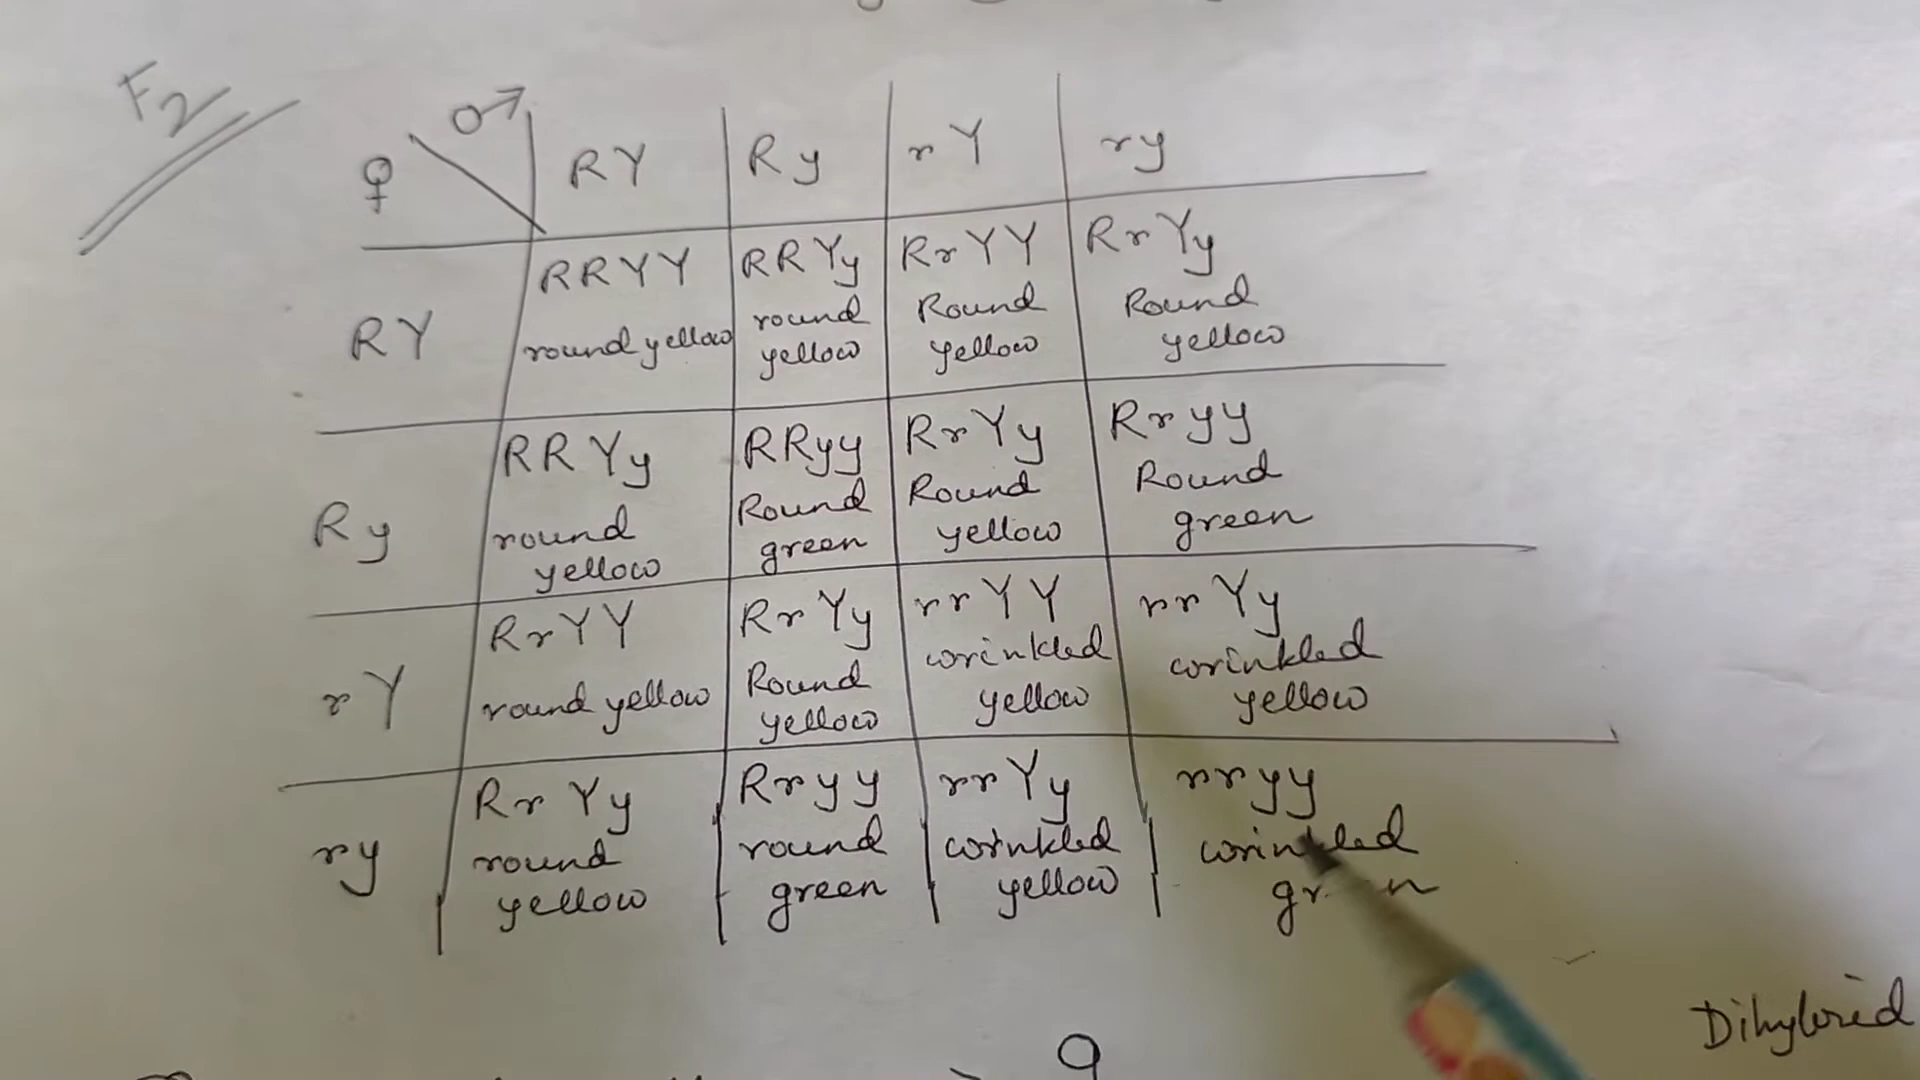 F2
♀ ♂ RY Ry rY ry
RY RRYY RRYy RrYY RrYy
round yellow round Round Round
yellow yellow yellow
Ry RRYy RRyy RrYy Rryy
round Round Round Round
yellow green yellow green
rY RrYY RrYy rrYY rrYy
round yellow Round wrinkled wrinkled
yellow yellow yellow
ry RrYy Rryy rrYy rryy
round round wrinkled wrinkled
yellow green yellow
Dihybrid
9